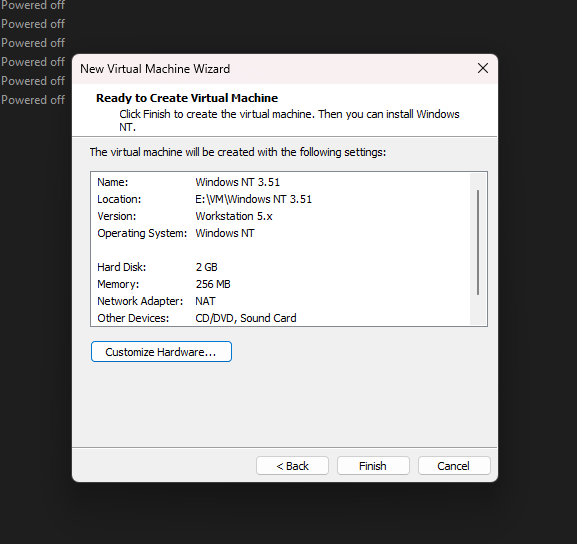 Powered off
Powered off
Powered off
Powered off
Powered off
Powered off
New Virtual Machine Wizard
Ready to Create Virtual Machine
Click Finish to create the virtual machine. Then you can install Windows
NT.
The virtual machine will be created with the following settings:
Name: Windows NT 3.51
Location: E:\VM\Windows NT 3.51
Version: Workstation 5.x
Operating System: Windows NT
Hard Disk: 2 GB
Memory: 256 MB
Network Adapter: NAT
Other Devices: CD/DVD, Sound Card
Customize Hardware...
< Back Finish Cancel